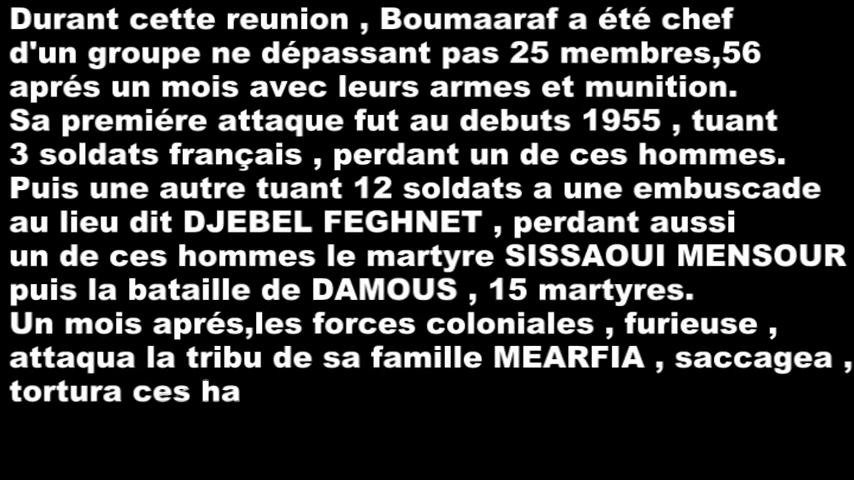 Durant cette reunion , Boumaaraf a été chef
d'un groupe ne dépassant pas 25 membres,56
aprés un mois avec leurs armes et munition.
Sa premiére attaque fut au debuts 1955 , tuant
3 soldats français , perdant un de ces hommes.
Puis une autre tuant 12 soldats a une embuscade
au lieu dit DJEBEL FEGHNET , perdant aussi
un de ces hommes le martyre SISSAOUI MENSOUR
puis la bataille de DAMOUS , 15 martyres.
Un mois aprés,les forces coloniales , furieuse ,
attaqua la tribu de sa famille MEARFIA , saccagea ,
tortura ces ha